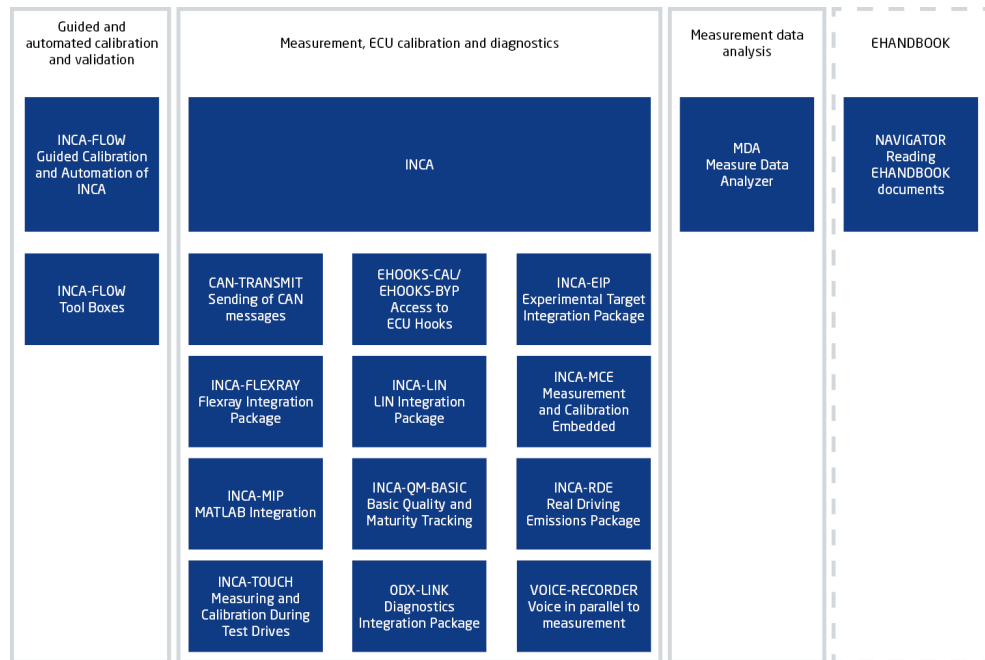 Guided and
automated calibration
and validation
Measurement, ECU calibration and diagnostics
Measurement data
analysis
EHANDBOOK
INCA-FLOW
Guided Calibration
and Automation of
INCA
INCA
MDA
Measure Data
Analyzer
NAVIGATOR
Reading
EHANDBOOK
documents
INCA-FLOW
Tool Boxes
CAN-TRANSMIT
Sending of CAN
messages
EHOOKS-CAL/
EHOOKS-BYP
Access to
ECU Hooks
INCA-EIP
Experimental Target
Integration Package
INCA-FLEXRAY
Flexray Integration
Package
INCA-LIN
LIN Integration
Package
INCA-MCE
Measurement
and Calibration
Embedded
INCA-MIP
MATLAB Integration
INCA-QM-BASIC
Basic Quality and
Maturity Tracking
INCA-RDE
Real Driving
Emissions Package
INCA-TOUCH
Measuring and
Calibration During
Test Drives
ODX-LINK
Diagnostics
Integration Package
VOICE-RECORDER
Voice in parallel to
measurement